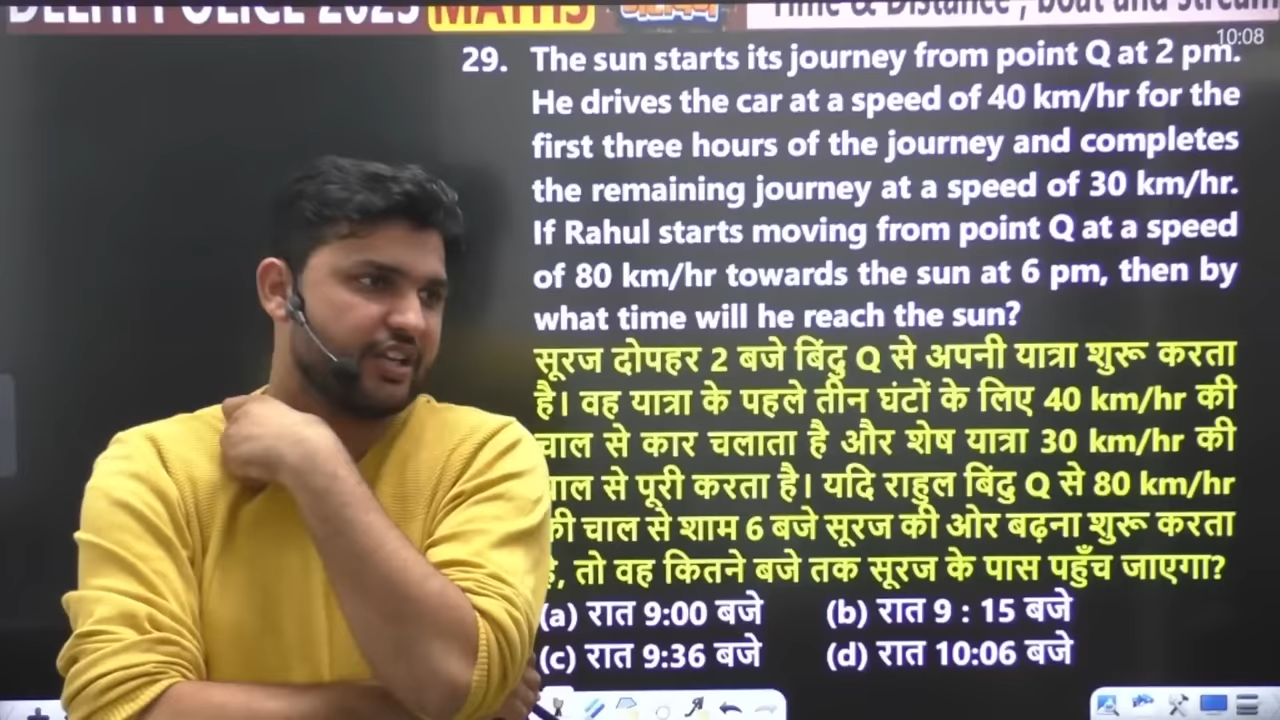 DELHI POLICE 2025 MATHS
Time & Distance , boat and stream
10:08
29. The sun starts its journey from point Q at 2 pm.
He drives the car at a speed of 40 km/hr for the
first three hours of the journey and completes
the remaining journey at a speed of 30 km/hr.
If Rahul starts moving from point Q at a speed
of 80 km/hr towards the sun at 6 pm, then by
what time will he reach the sun?
सूरज दोपहर 2 बजे बिंदु Q से अपनी यात्रा शुरू करता
है। वह यात्रा के पहले तीन घंटों के लिए 40 km/hr की
चाल से कार चलाता है और शेष यात्रा 30 km/hr की
चाल से पूरी करता है। यदि राहुल बिंदु Q से 80 km/hr
की चाल से शाम 6 बजे सूरज की ओर बढ़ना शुरू करता
है, तो वह कितने बजे तक सूरज के पास पहुँच जाएगा?
(a) रात 9:00 बजे (b) रात 9 : 15 बजे
(c) रात 9:36 बजे (d) रात 10:06 बजे